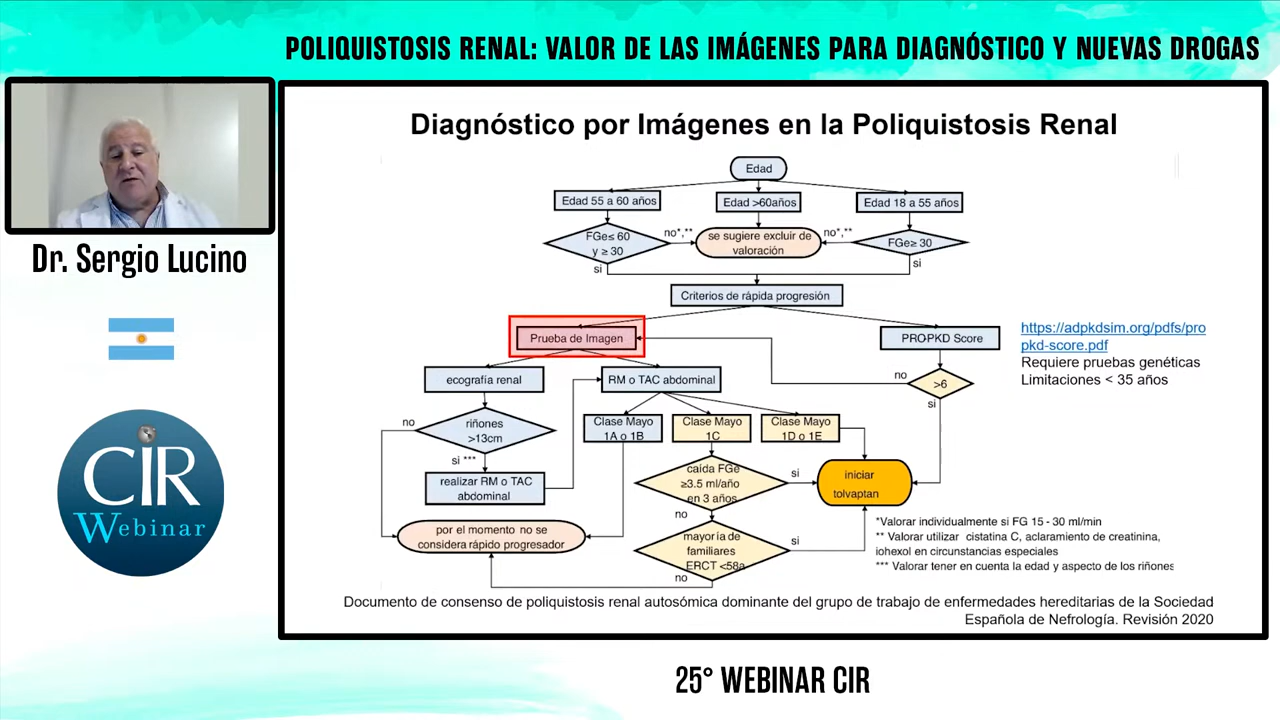 POLIQUISTOSIS RENAL: VALOR DE LAS IMÁGENES PARA DIAGNÓSTICO Y NUEVAS DROGAS
Dr. Sergio Lucino
CIR
Webinar
Diagnóstico por Imágenes en la Poliquistosis Renal
Edad
Edad 55 a 60 años
Edad >60años
Edad 18 a 55 años
FGe≤ 60
y ≥ 30
no*,**
se sugiere excluir de
valoración
no*,**
FGe≥ 30
si
si
Criterios de rápida progresión
Prueba de Imagen
PROPKD Score
https://adpkdsim.org/pdfs/pro
pkd-score.pdf
Requiere pruebas genéticas
Limitaciones < 35 años
ecografía renal
RM o TAC abdominal
no
>6
si
no
riñones
>13cm
si ***
realizar RM o TAC
abdominal
Clase Mayo
1A o 1B
Clase Mayo
1C
Clase Mayo
1D o 1E
caída FGe
≥3.5 ml/año
en 3 años
si
iniciar
tolvaptan
no
por el momento no se
considera rápido progresador
mayoria de
familiares
ERCT <58a
si
no
*Valorar individualmente si FG 15 - 30 ml/min
** Valorar utilizar cistatina C, aclaramiento de creatinina,
iohexol en circunstancias especiales
*** Valorar tener en cuenta la edad y aspecto de los riñones
Documento de consenso de poliquistosis renal autosómica dominante del grupo de trabajo de enfermedades hereditarias de la Sociedad
Española de Nefrología. Revisión 2020
25° WEBINAR CIR